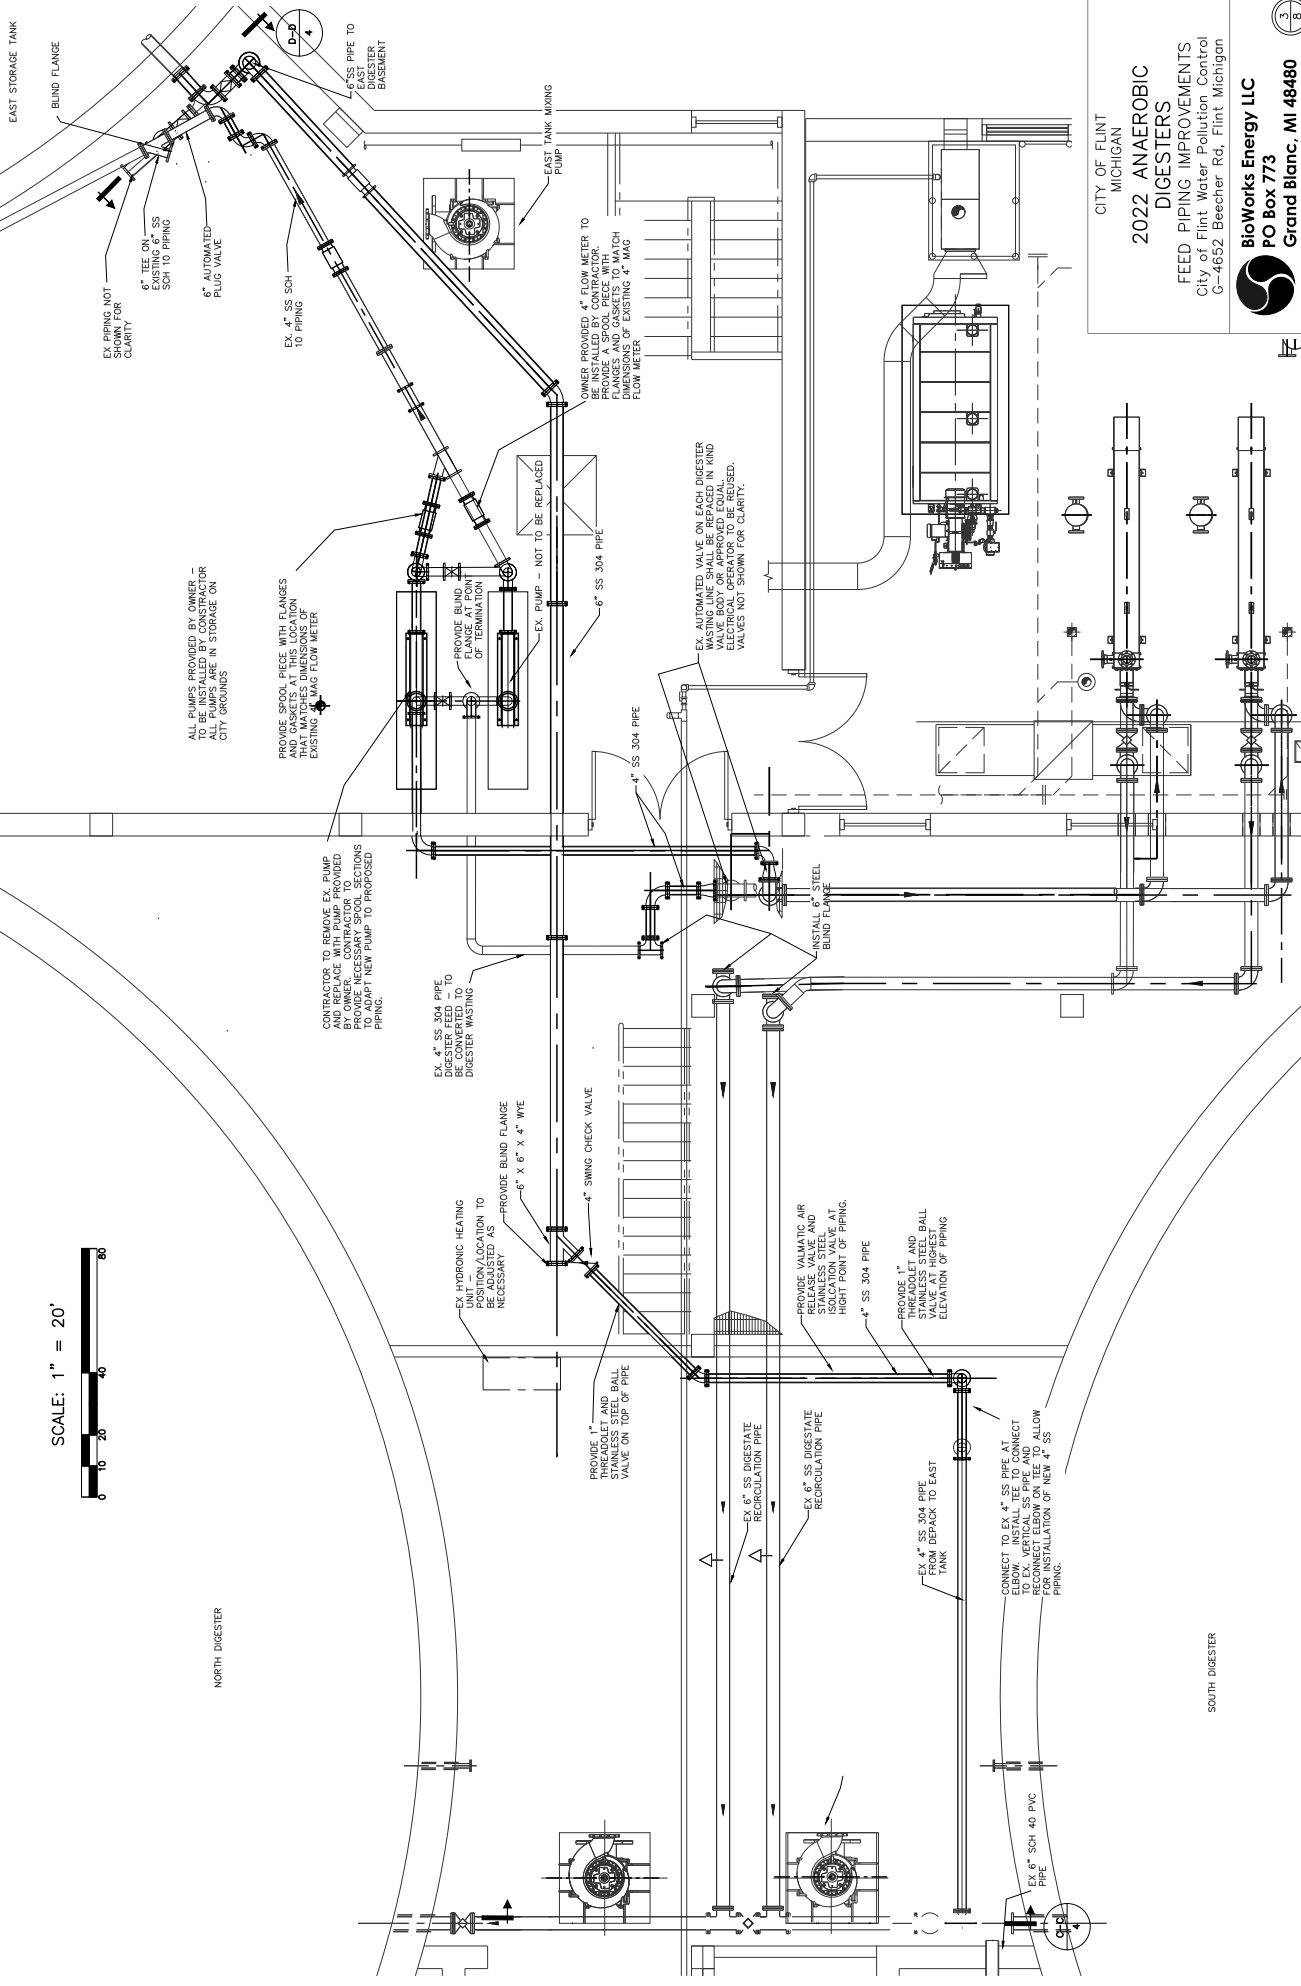 EAST STORAGE TANK
BLIND FLANGE
D-D
4
6"SS PIPE TO
EAST
DIGESTER
BASEMENT
EX PIPING NOT
SHOWN FOR
CLARITY
6" TEE ON
EXISTING 6" SS
SCH 10 PIPING
6" AUTOMATED
PLUG VALVE
EX. 4" SS SCH
10 PIPING
EAST TANK MIXING
PUMP
OWNER PROVIDED 4" FLOW METER TO
BE INSTALLED BY CONTRACTOR.
PROVIDE A SPOOL PIECE WITH
FLANGES AND GASKETS TO MATCH
DIMENSIONS OF EXISTING 4" MAG
FLOW METER
ALL PUMPS PROVIDED BY OWNER –
TO BE INSTALLED BY CONSTRACTOR
ALL PUMPS ARE IN STORAGE ON
CITY GROUNDS
PROVIDE SPOOL PIECE WITH FLANGES
AND GASKETS AT THIS LOCATION
THAT MATCHES DIMENSIONS OF
EXISTING 4" MAG FLOW METER
PROVIDE BLIND
FLANGE AT POINT
OF TERMINATION
EX. PUMP – NOT TO BE REPLACED
6" SS 304 PIPE
EX. AUTOMATED VALVE ON EACH DIGESTER
WASTING LINE SHALL BE REPACED IN KIND
VALVE BODY OR APPROVED EQUAL.
ELECTRICAL OPERATOR TO BE REUSED.
VALVES NOT SHOWN FOR CLARITY.
4" SS 304 PIPE
CONTRACTOR TO REMOVE EX. PUMP
AND REPLACE WITH PUMP PROVIDED
BY OWNER. CONTRACTOR TO
PROVIDE NECESSARY SPOOL SECTIONS
TO ADAPT NEW PUMP TO PROPOSED
PIPING.
EX. 4" SS 304 PIPE
DIGESTER FEED – TO
BE CONVERTED TO
DIGESTER WASTING
INSTALL 6" STEEL
BLIND FLANGE
EX HYDRONIC HEATING
UNIT –
POSITION/LOCATION TO
BE ADJUSTED AS
NECESSARY
PROVIDE BLIND FLANGE
6" X 6" X 4" WYE
4" SWING CHECK VALVE
PROVIDE 1"
THREADOLET AND
STAINLESS STEEL BALL
VALVE ON TOP OF PIPE
PROVIDE VALMATIC AIR
RELEASE VALVE AND
STAINLESS STEEL
ISOLCATION VALVE AT
HIGHT POINT OF PIPING.
4" SS 304 PIPE
PROVIDE 1"
THREADOLET AND
STAINLESS STEEL BALL
VALVE AT HIGHEST
ELEVATION OF PIPING
EX 6" SS DIGESTATE
RECIRCULATION PIPE
EX 6" SS DIGESTATE
RECIRCULATION PIPE
EX 4" SS 304 PIPE
FROM DEPACK TO EAST
TANK
CONNECT TO EX 4" SS PIPE AT
ELBOW. INSTALL TEE TO CONNECT
TO EX. VERTICAL SS PIPE AND
RECONNECT ELBOW ON TEE TO ALLOW
FOR INSTALLATION OF NEW 4" SS
PIPING.
EX 6" SCH 40 PVC
PIPE
C-C
4
NORTH DIGESTER
SOUTH DIGESTER
SCALE: 1" = 20'
0 10 20 40 80
CITY OF FLINT
MICHIGAN
2022 ANAEROBIC
DIGESTERS
FEED PIPING IMPROVEMENTS
City of Flint Water Pollution Control
G-4652 Beecher Rd, Flint Michigan
BioWorks Energy LLC
PO Box 773
Grand Blanc, MI 48480
3
8